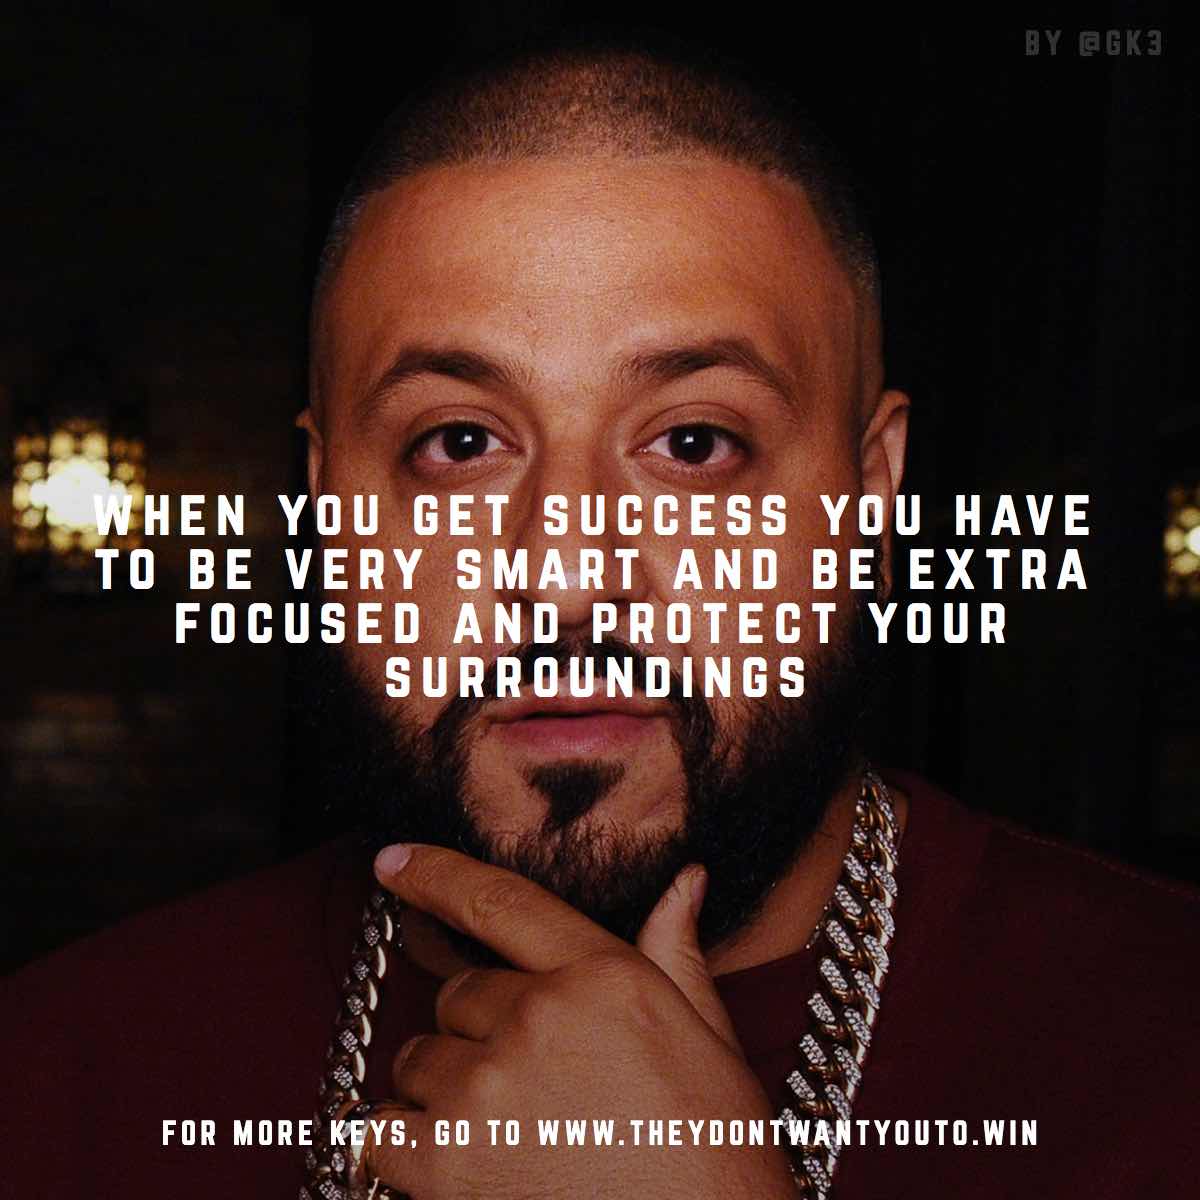 BY @GK3
WHEN YOU GET SUCCESS YOU HAVE
TO BE VERY SMART AND BE EXTRA
FOCUSED AND PROTECT YOUR
SURROUNDINGS
FOR MORE KEYS, GO TO WWW.THEYDONTWANTYOUTO.WIN